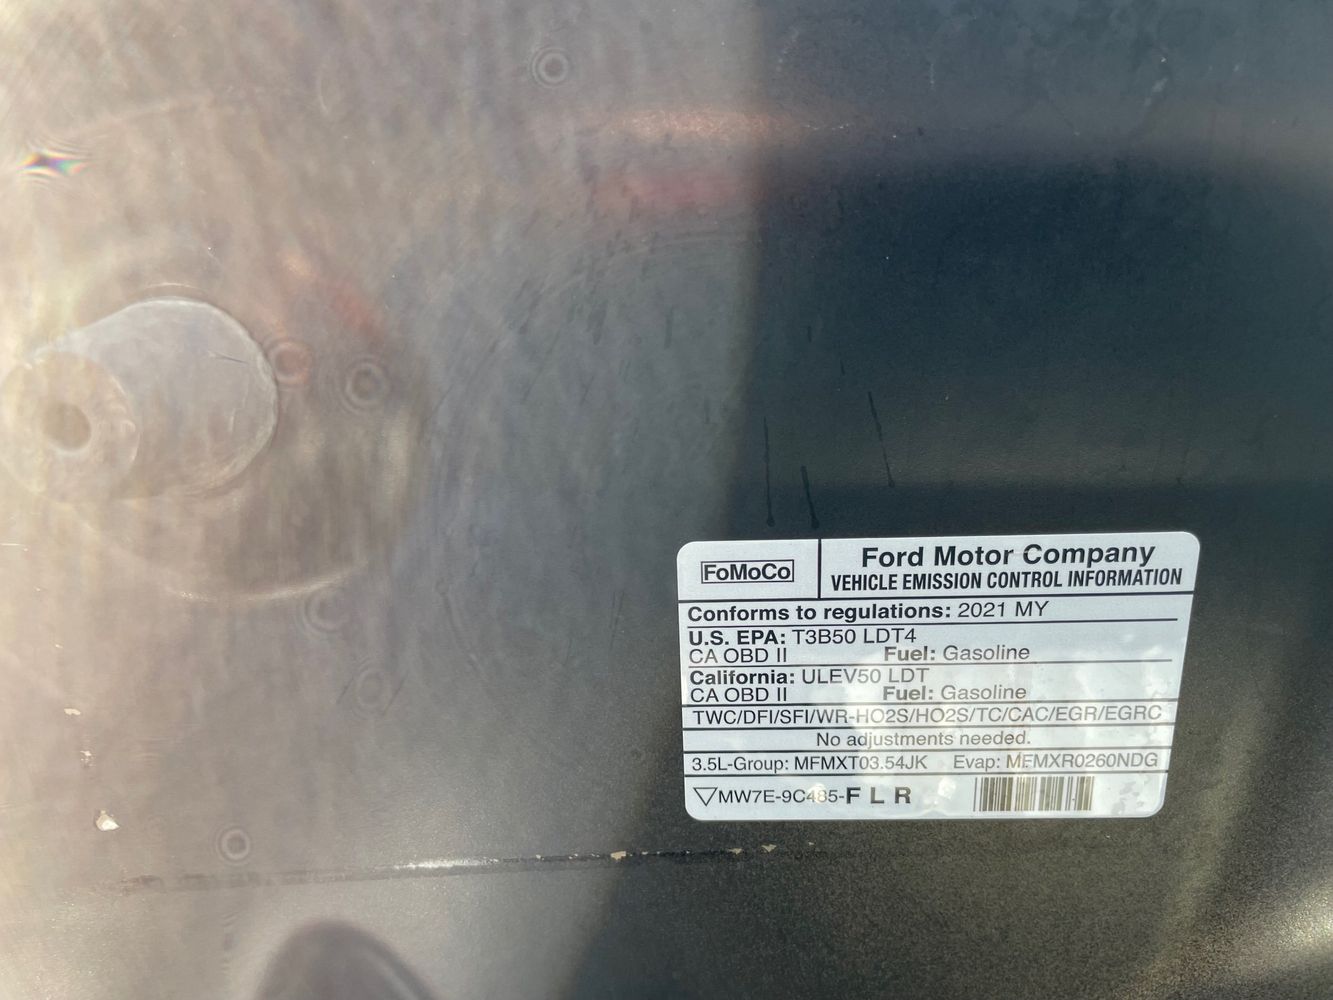 FoMoCo
Ford Motor Company
VEHICLE EMISSION CONTROL INFORMATION
Conforms to regulations: 2021 MY
U.S. EPA: T3B50 LDT4
CA OBD II Fuel: Gasoline
California: ULEV50 LDT
CA OBD II Fuel: Gasoline
TWC/DFI/SFI/WR-HO2S/HO2S/TC/CAC/EGR/EGRC
No adjustments needed.
3.5L-Group: MFMXT03.54JK Evap: MFMXR0260NDG
MW7E-9C485-F L R